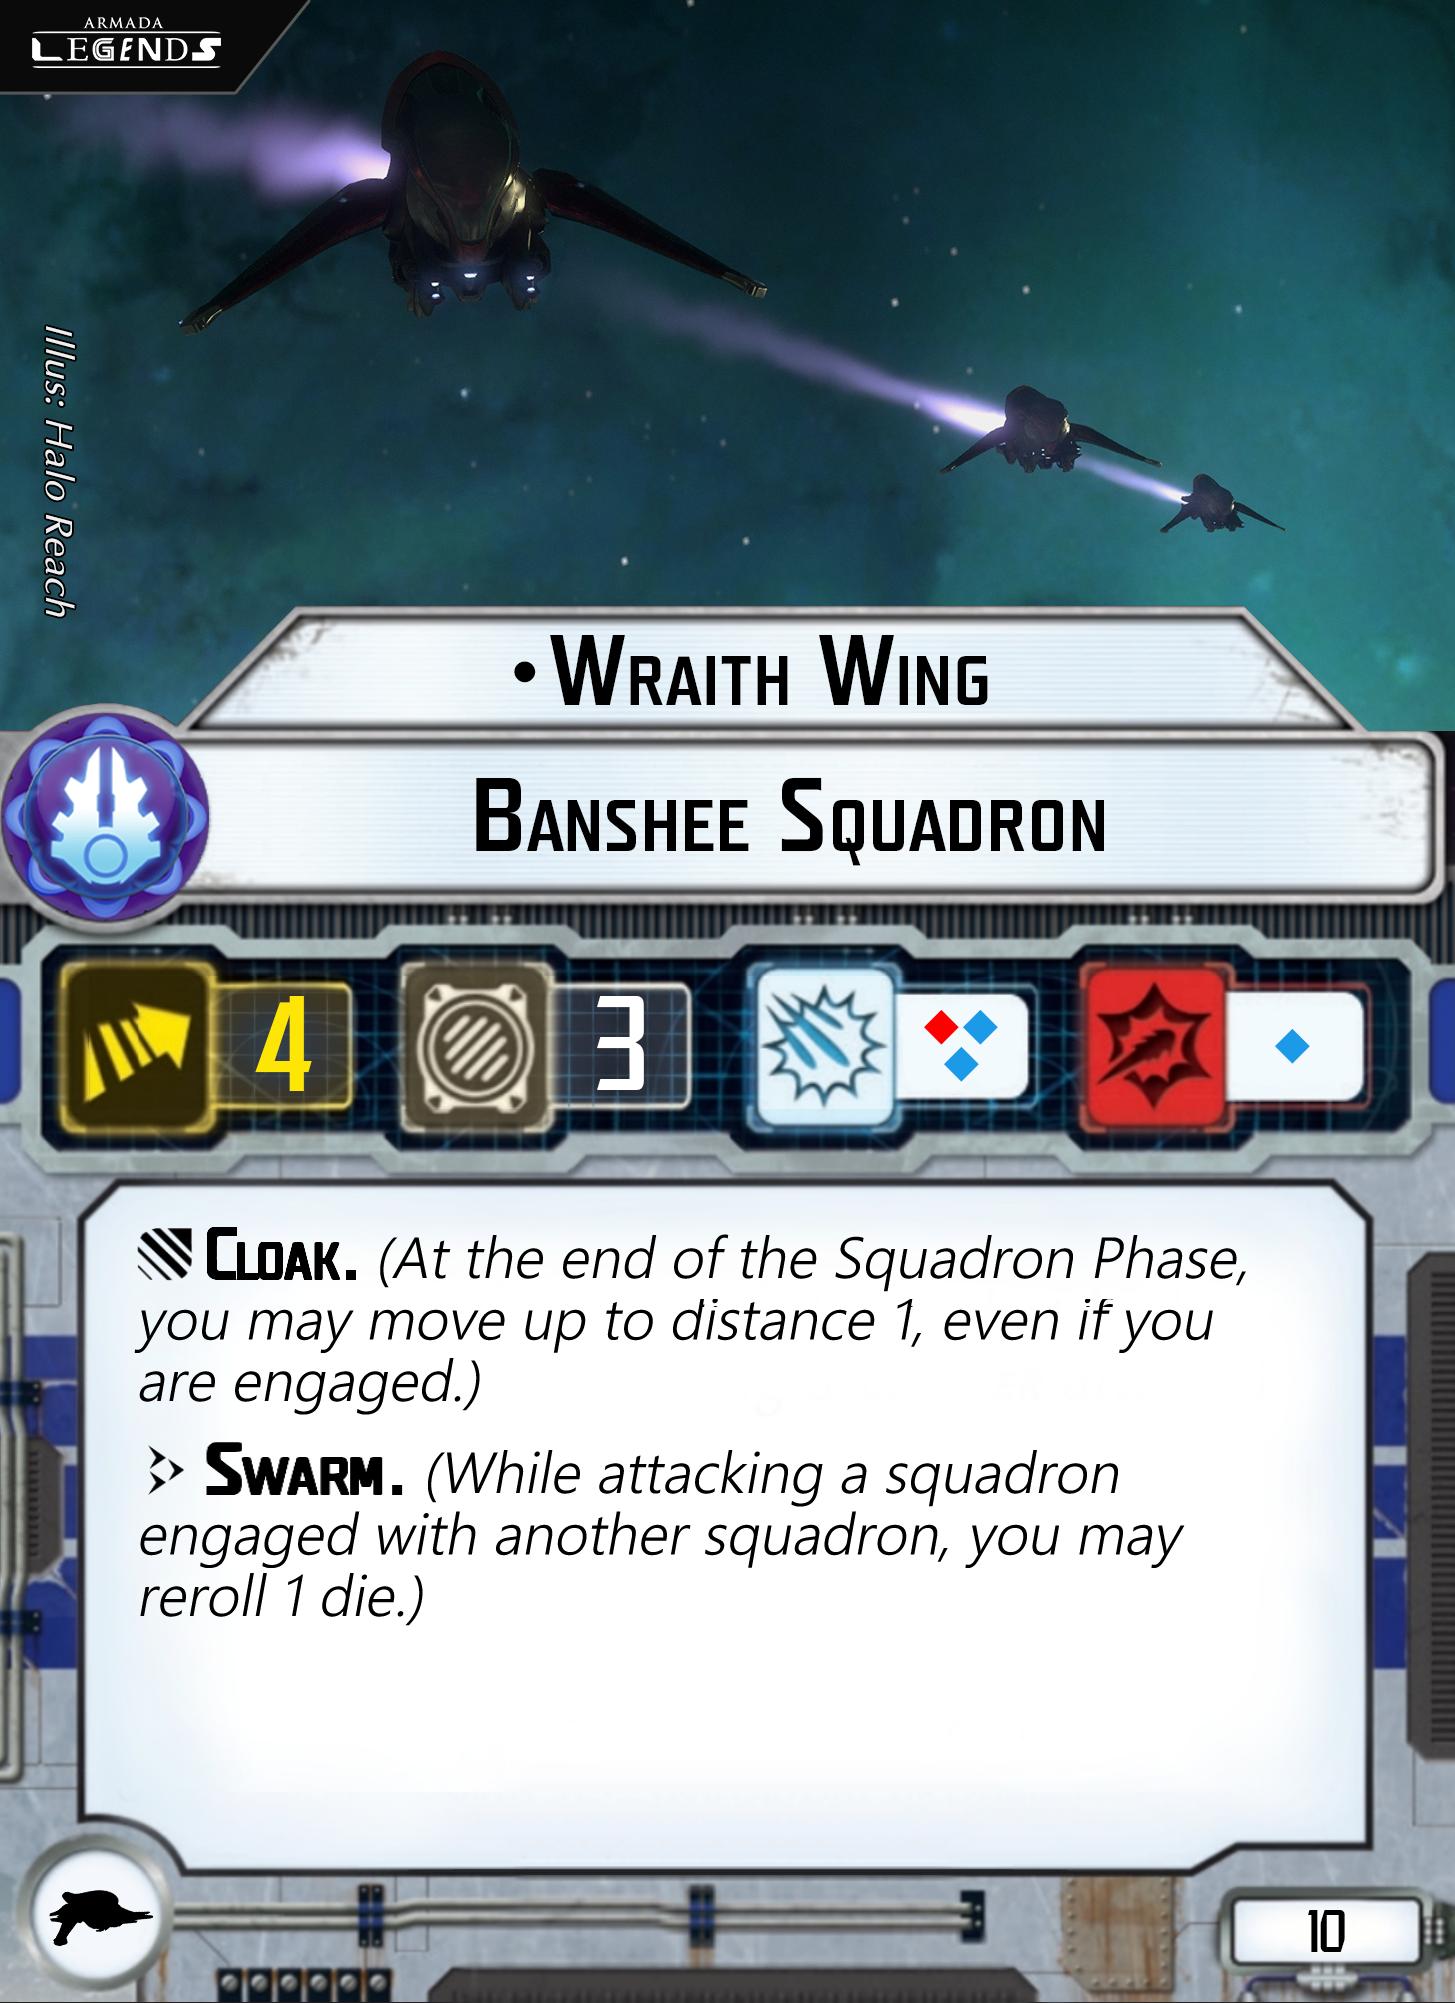 ARMADA
LEGENDS
Illus: Halo Reach
•Wraith Wing
Banshee Squadron
4
3
Cloak. (At the end of the Squadron Phase,
you may move up to distance 1, even if you
are engaged.)
Swarm. (While attacking a squadron
engaged with another squadron, you may
reroll 1 die.)
10